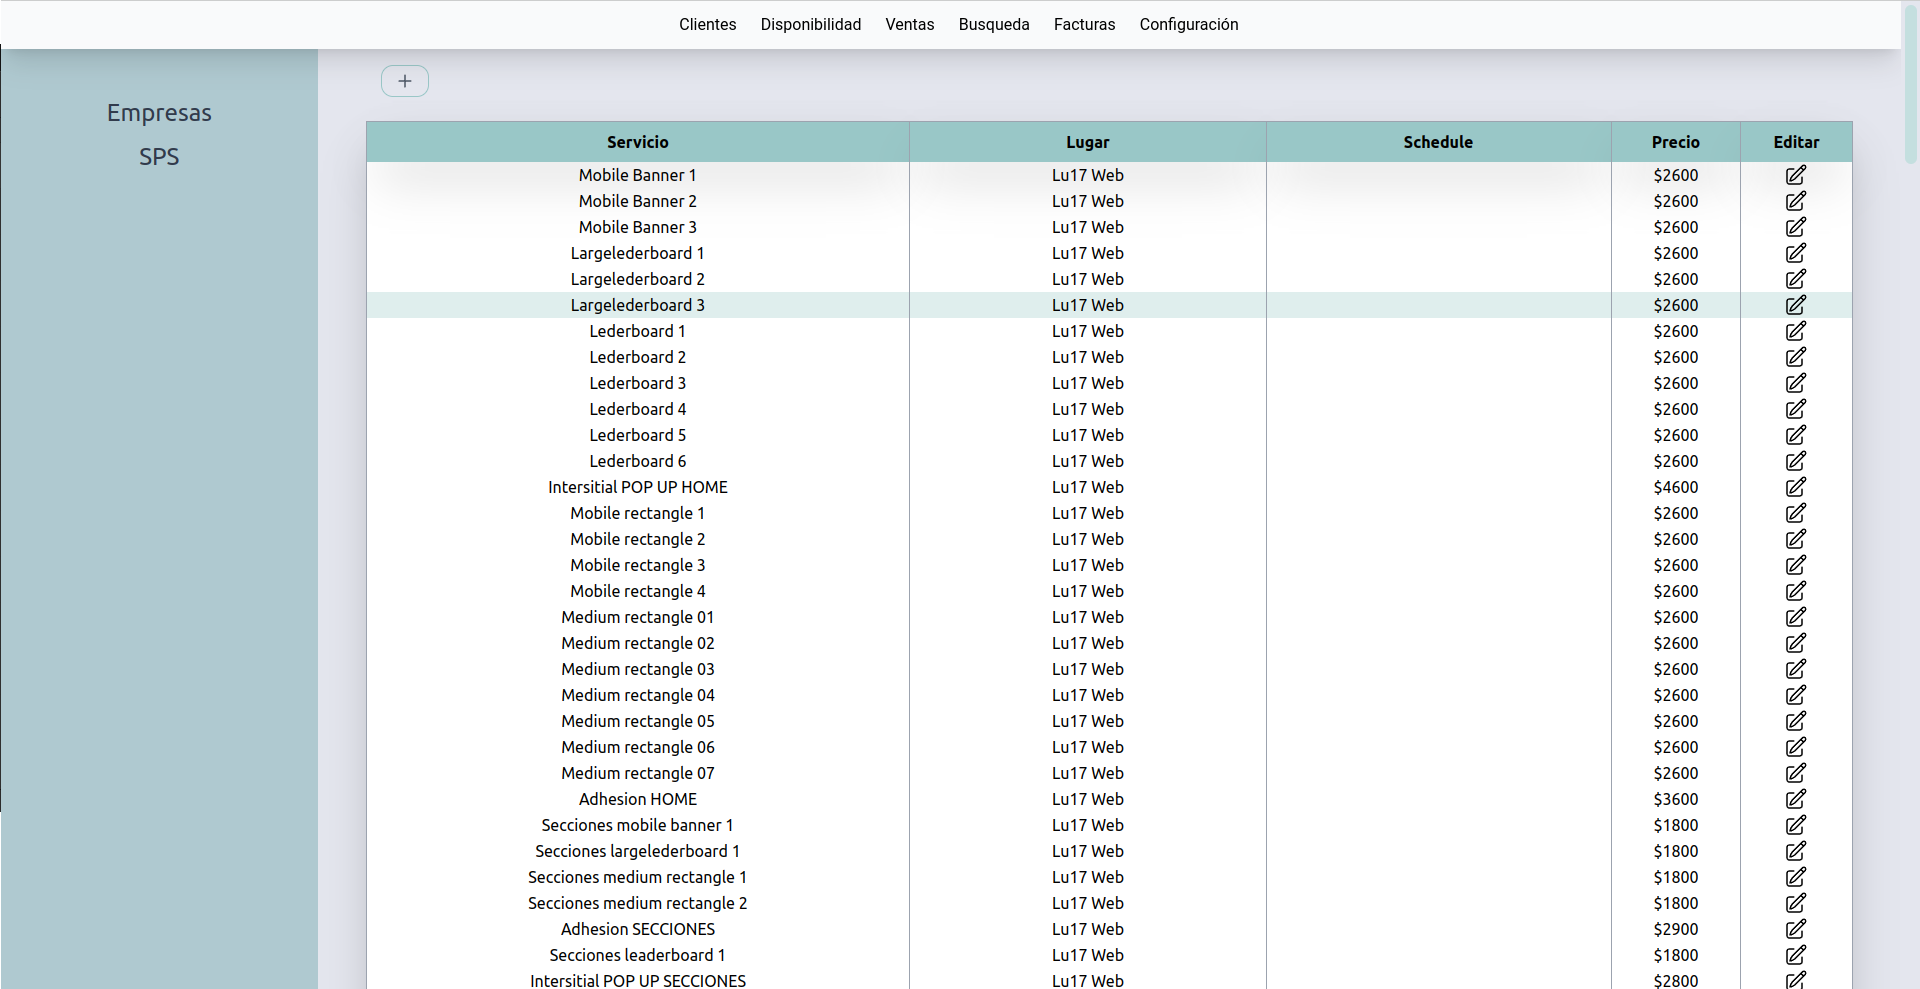 Clientes Disponibilidad Ventas Busqueda Facturas Configuración
Empresas
SPS
+
Servicio Lugar Schedule Precio Editar
Mobile Banner 1 Lu17 Web $2600
Mobile Banner 2 Lu17 Web $2600
Mobile Banner 3 Lu17 Web $2600
Largelederboard 1 Lu17 Web $2600
Largelederboard 2 Lu17 Web $2600
Largelederboard 3 Lu17 Web $2600
Lederboard 1 Lu17 Web $2600
Lederboard 2 Lu17 Web $2600
Lederboard 3 Lu17 Web $2600
Lederboard 4 Lu17 Web $2600
Lederboard 5 Lu17 Web $2600
Lederboard 6 Lu17 Web $2600
Intersitial POP UP HOME Lu17 Web $4600
Mobile rectangle 1 Lu17 Web $2600
Mobile rectangle 2 Lu17 Web $2600
Mobile rectangle 3 Lu17 Web $2600
Mobile rectangle 4 Lu17 Web $2600
Medium rectangle 01 Lu17 Web $2600
Medium rectangle 02 Lu17 Web $2600
Medium rectangle 03 Lu17 Web $2600
Medium rectangle 04 Lu17 Web $2600
Medium rectangle 05 Lu17 Web $2600
Medium rectangle 06 Lu17 Web $2600
Medium rectangle 07 Lu17 Web $2600
Adhesion HOME Lu17 Web $3600
Secciones mobile banner 1 Lu17 Web $1800
Secciones largelederboard 1 Lu17 Web $1800
Secciones medium rectangle 1 Lu17 Web $1800
Secciones medium rectangle 2 Lu17 Web $1800
Adhesion SECCIONES Lu17 Web $2900
Secciones leaderboard 1 Lu17 Web $1800
Intersitial POP UP SECCIONES Lu17 Web $2800